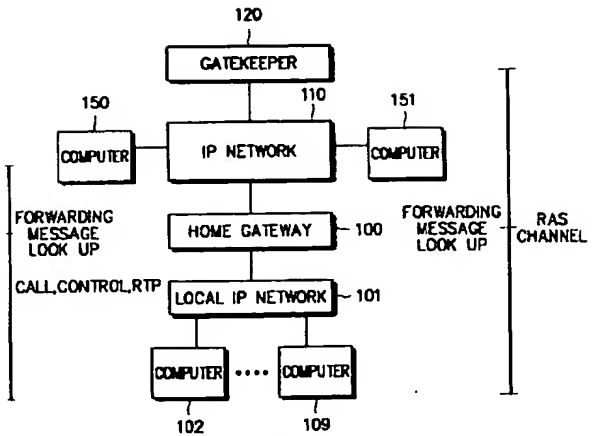 120
GATEKEEPER
110
150
151
COMPUTER
IP NETWORK
COMPUTER
FORWARDING
MESSAGE
LOOK UP
HOME GATEWAY
100
FORWARDING
MESSAGE
LOOK UP
RAS
CHANNEL
CALL,CONTROL,RTP
LOCAL IP NETWORK
101
COMPUTER
....
COMPUTER
102
109